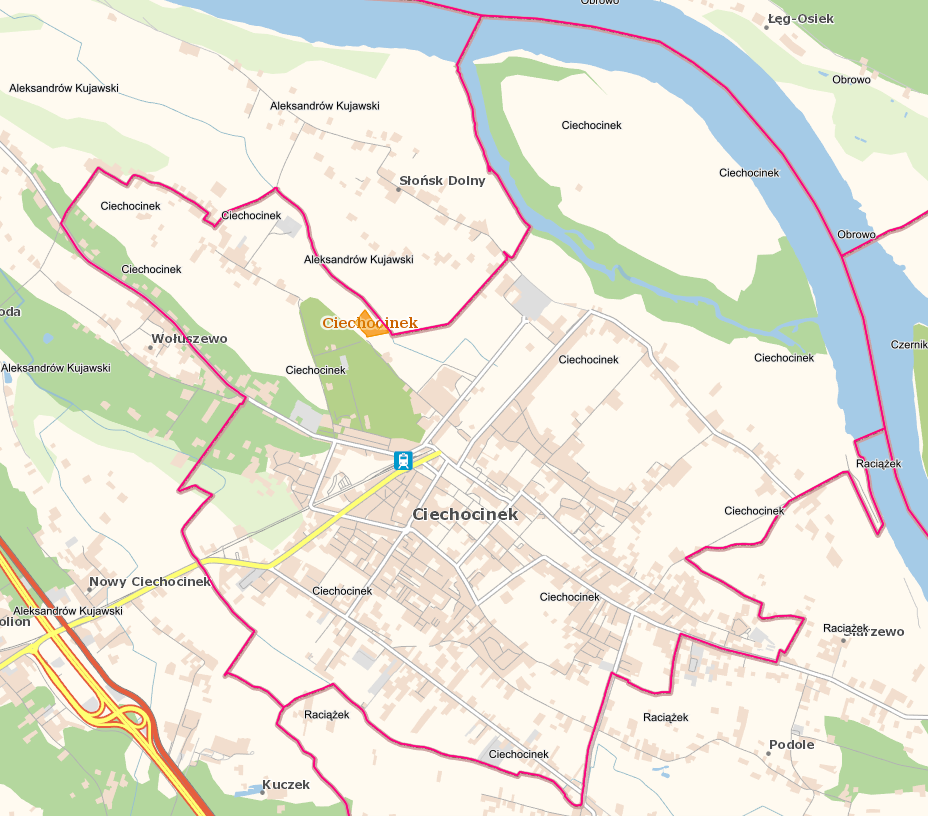 Obrowo
Łęg-Osiek
Obrowo
Aleksandrów Kujawski
Aleksandrów Kujawski
Ciechocinek
Ciechocinek
Słońsk Dolny
Ciechocinek
Ciechocinek
Obrowo
Aleksandrów Kujawski
Ciechocinek
oda
Ciechocinek
Wołuszewo
Czernik
Ciechocinek
Ciechocinek
Aleksandrów Kujawski
Ciechocinek
Raciążek
Ciechocinek
Ciechocinek
Nowy Ciechocinek
Ciechocinek
Ciechocinek
Aleksandrów Kujawski
olion
Raciążek
Raciążek
Raciążek
Podole
Ciechocinek
Kuczek